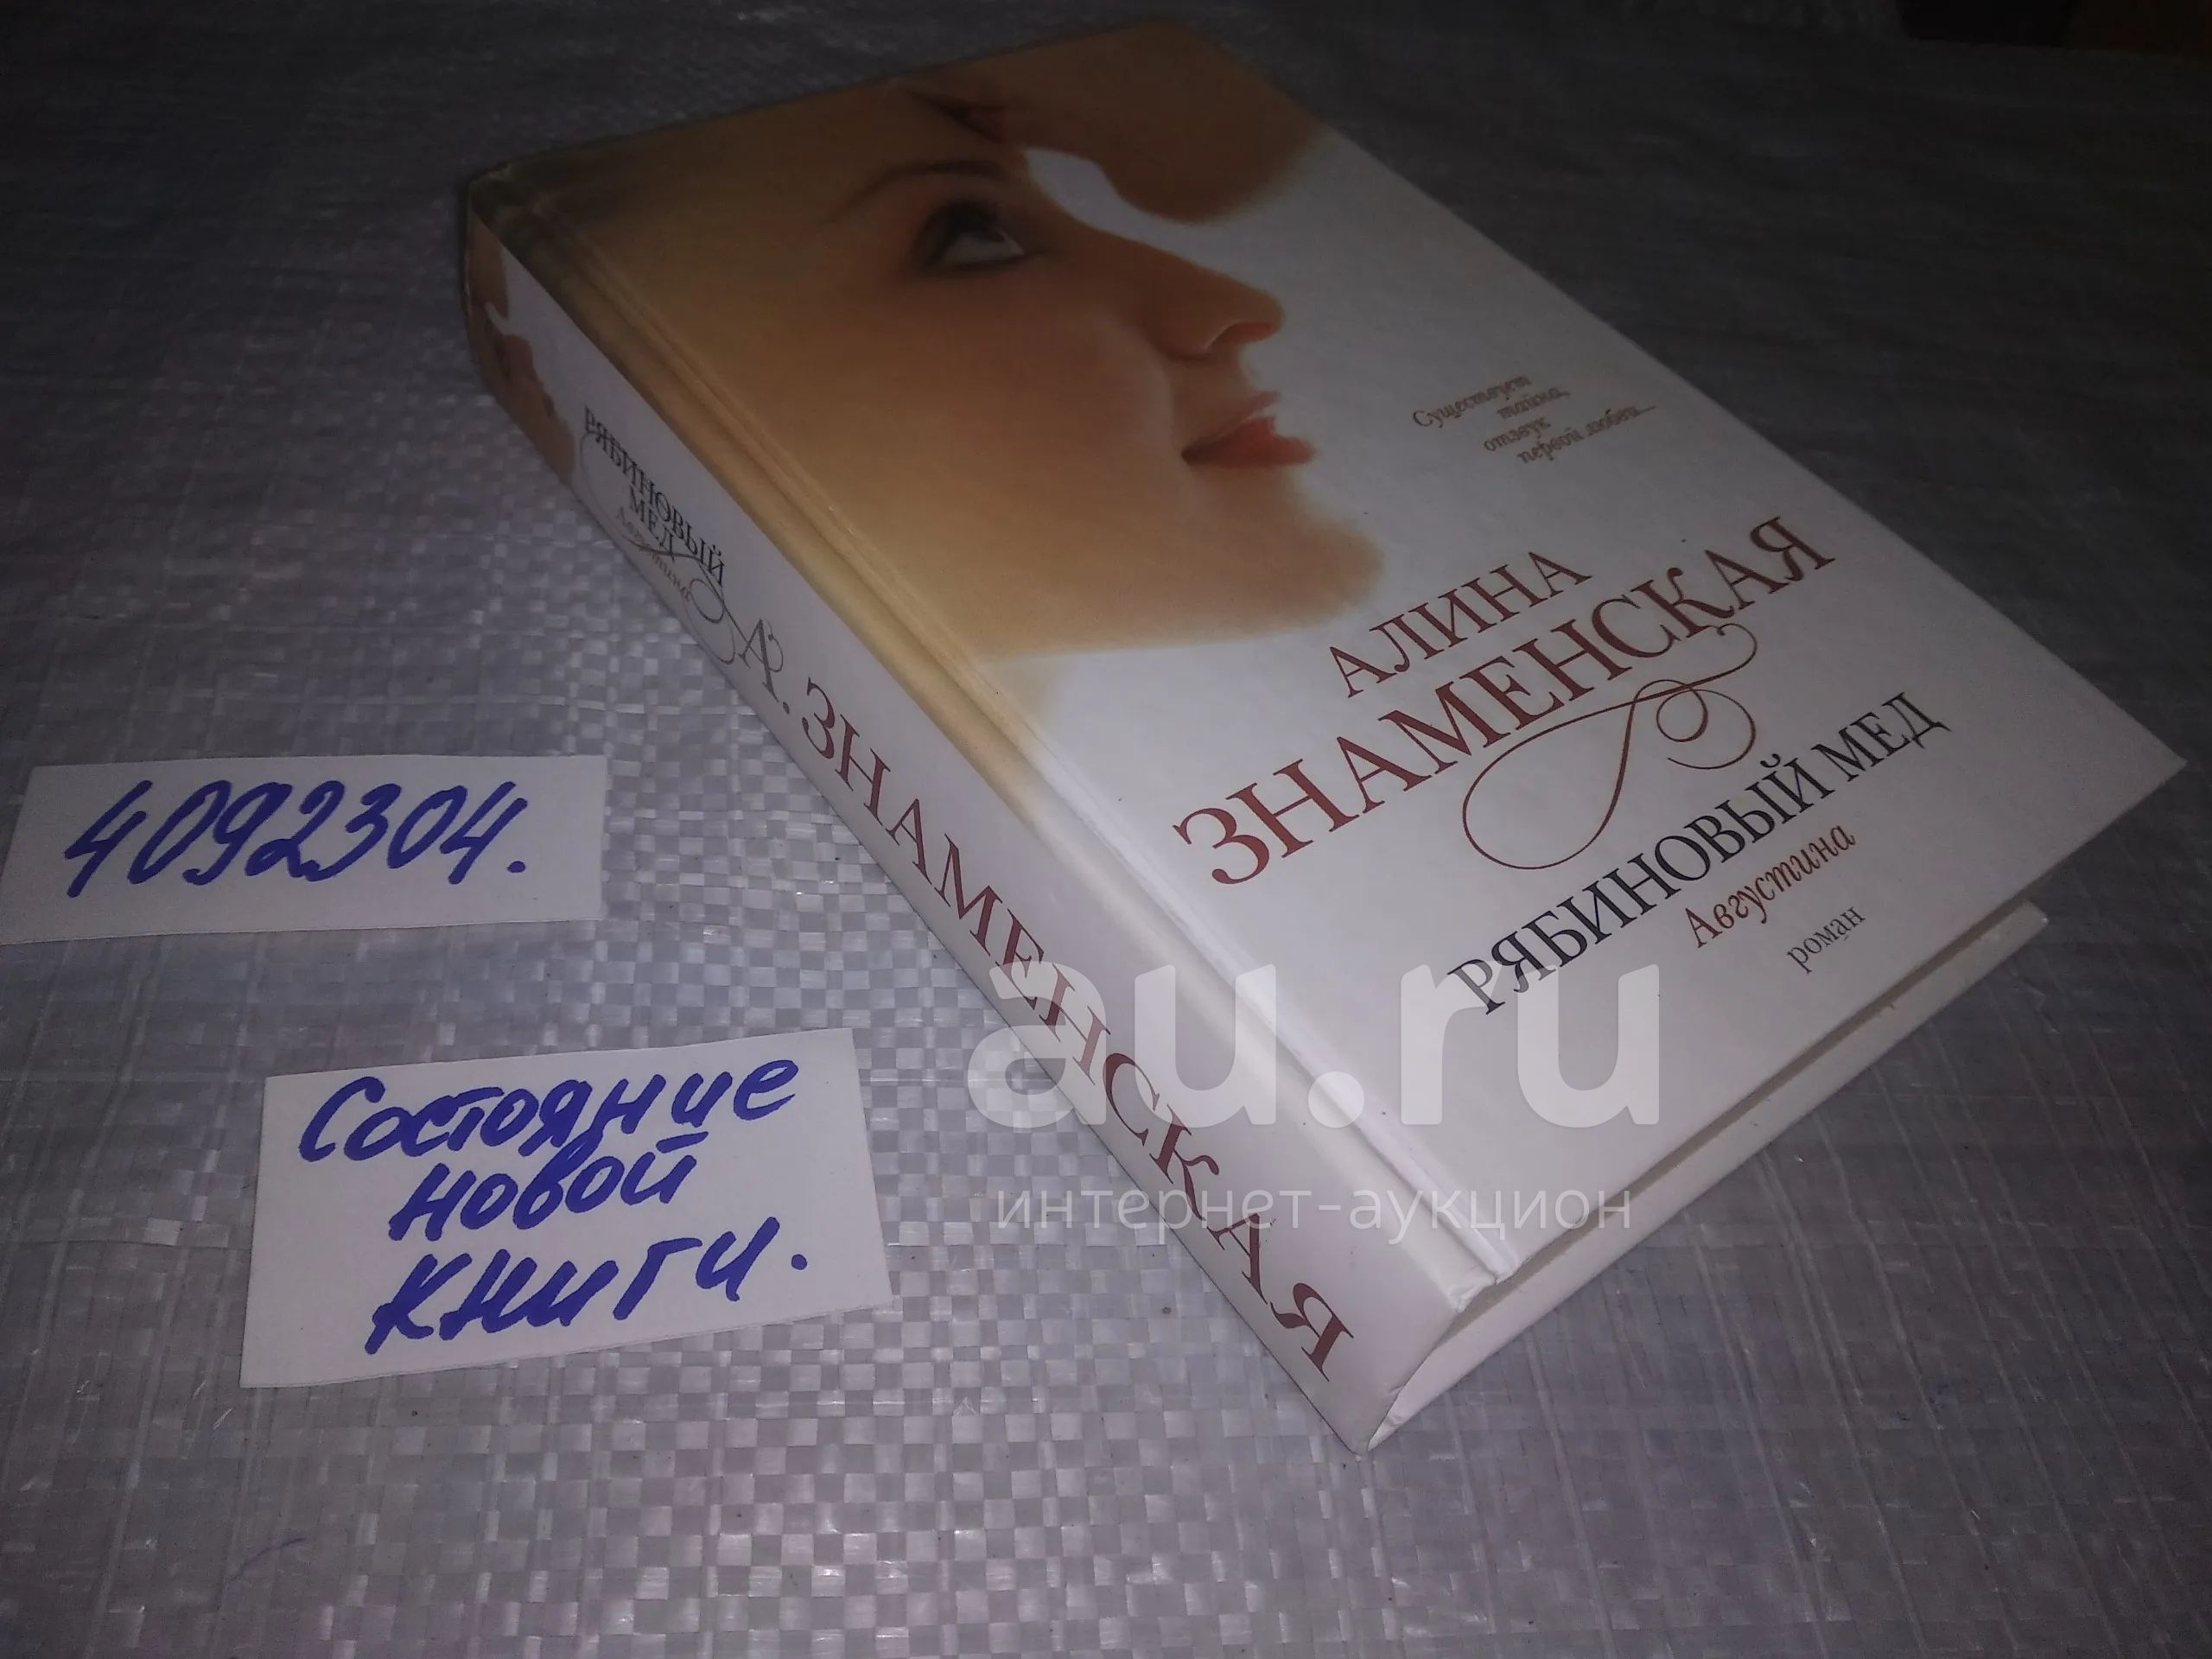 Существует
тайна,
отзвук
первой любви...
АЛИНА
ЗНАМЕНСКАЯ
РЯБИНОВЫЙ МЕД
Августина
роман
РЯБИНОВЫЙ
МЕД
Августина
А. ЗНАМЕНСКАЯ
4092304.
Состояние
новой
книги.
au.ru
интернет-аукцион